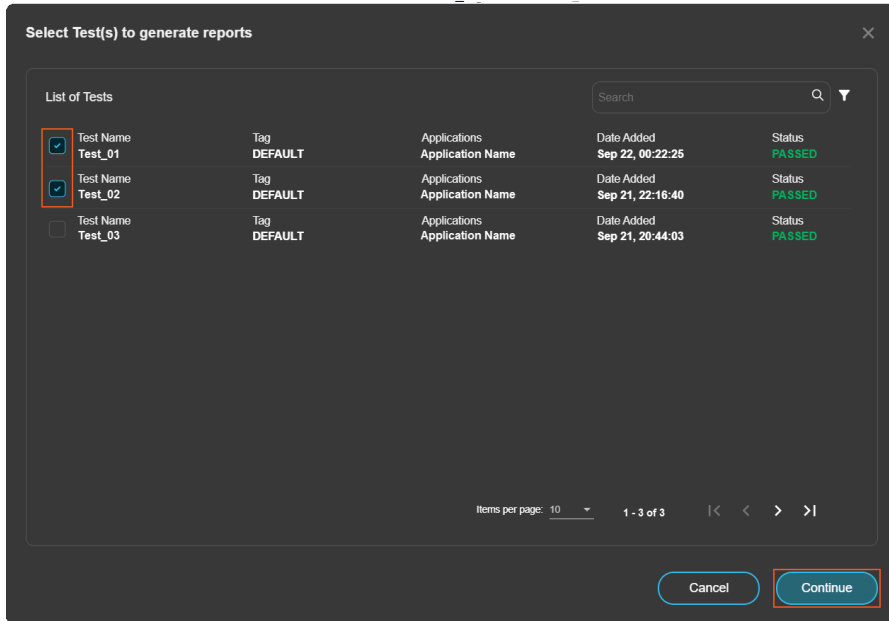 Select Test(s) to generate reports
List of Tests
Search
Test Name Tag Applications Date Added Status
Test_01 DEFAULT Application Name Sep 22, 00:22:25 PASSED
Test Name Tag Applications Date Added Status
Test_02 DEFAULT Application Name Sep 21, 22:16:40 PASSED
Test Name Tag Applications Date Added Status
Test_03 DEFAULT Application Name Sep 21, 20:44:03 PASSED
Items per page: 10 1 - 3 of 3
Cancel Continue